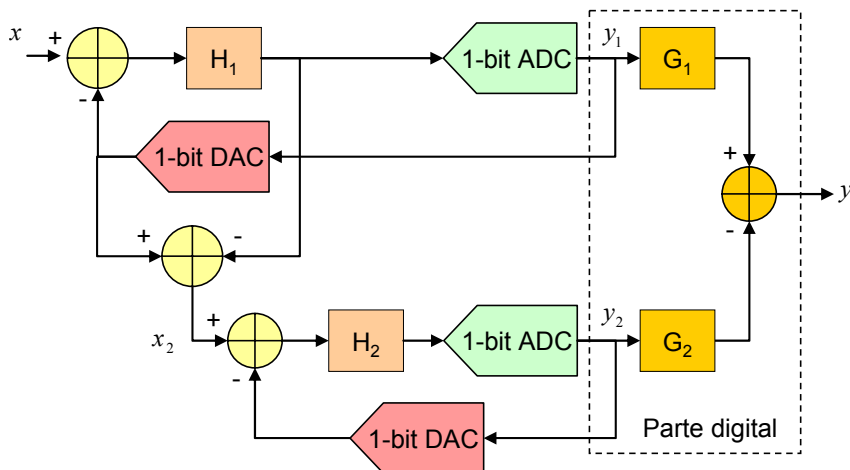 x
+
-
H₁
1-bit ADC
y₁
G₁
1-bit DAC
+
-
y
+
-
x₂
+
-
H₂
1-bit ADC
y₂
G₂
1-bit DAC
Parte digital